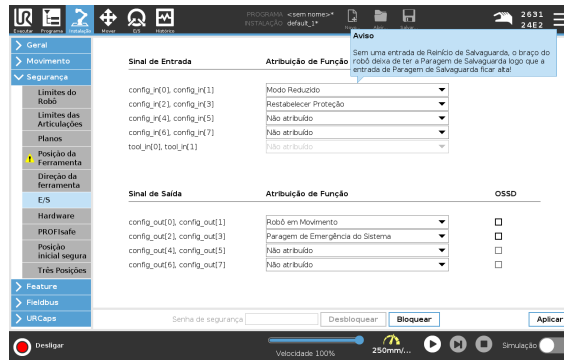 PROGRAMA <sem nome>*
INSTALAÇÃO default_1*
2631
24E2
Executar Programa Instalação Mover E/S Histórico
Aviso
Sem uma entrada de Reinício de Salvaguarda, o braço do
robô deixa de ter a Paragem de Salvaguarda logo que a
entrada de Paragem de Salvaguarda ficar alta!
Geral
Movimento
Segurança
Limites do
Robô
Limites das
Articulações
Planos
Posição da
Ferramenta
Direção da
ferramenta
E/S
Hardware
PROFIsafe
Posição
inicial segura
Três Posições
Feature
Fieldbus
URCaps
Sinal de Entrada Atribuição de Função
config_in[0], config_in[1] Modo Reduzido
config_in[2], config_in[3] Restabelecer Proteção
config_in[4], config_in[5] Não atribuído
config_in[6], config_in[7] Não atribuído
tool_in[0], tool_in[1] Não atribuído
Sinal de Saída Atribuição de Função OSSD
config_out[0], config_out[1] Robô em Movimento
config_out[2], config_out[3] Paragem de Emergência do Sistema
config_out[4], config_out[5] Não atribuído
config_out[6], config_out[7] Não atribuído
Senha de segurança Desbloquear Bloquear Aplicar
Desligar
Velocidade 100%
250mm/...
Simulação